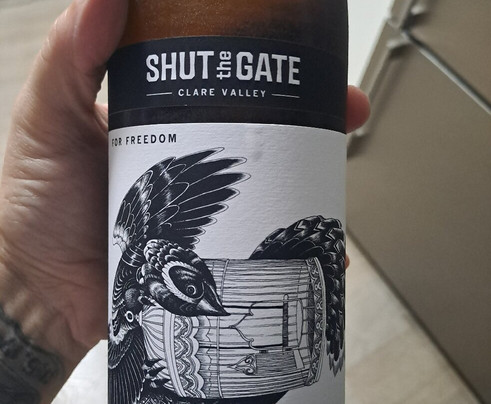 SHUT the GATE
CLARE VALLEY
FOR FREEDOM